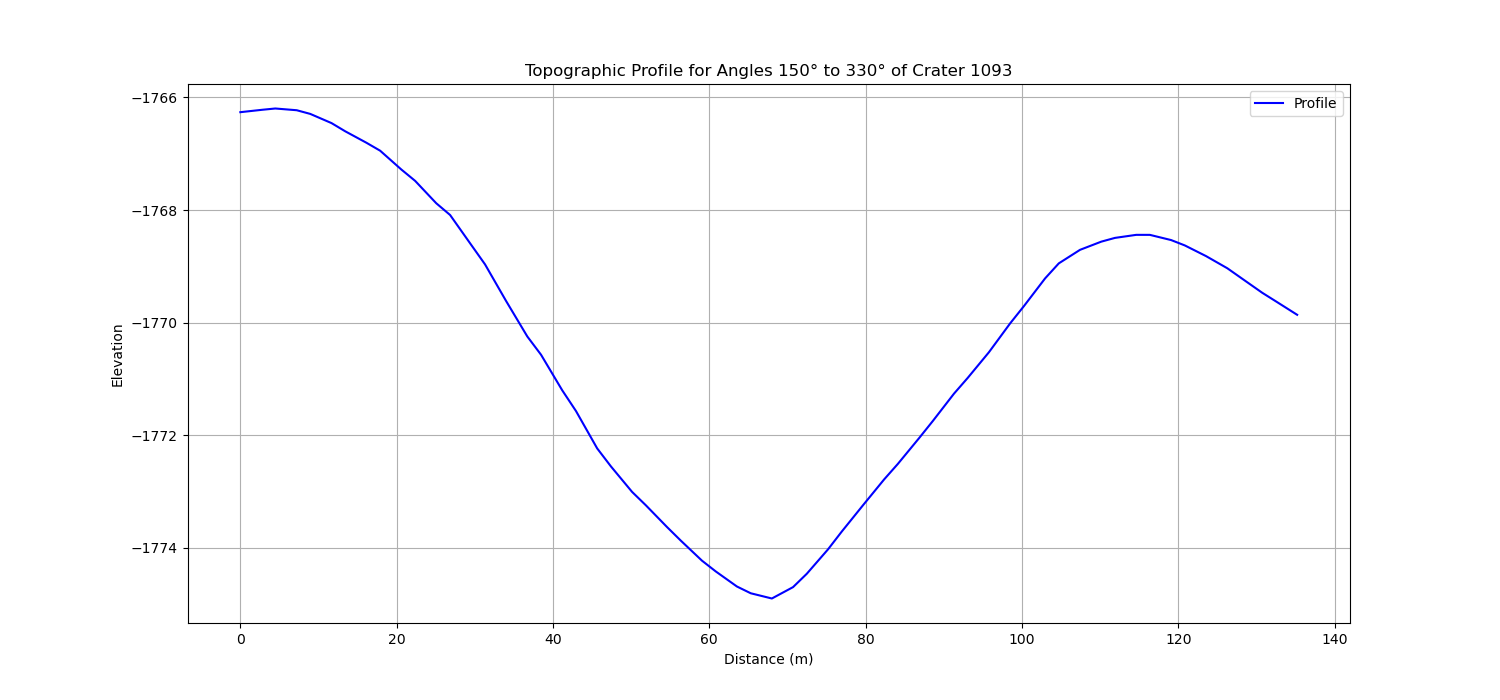 Topographic Profile for Angles 150° to 330° of Crater 1093
Profile
−1766
−1768
−1770
−1772
−1774
Elevation
0 20 40 60 80 100 120 140
Distance (m)